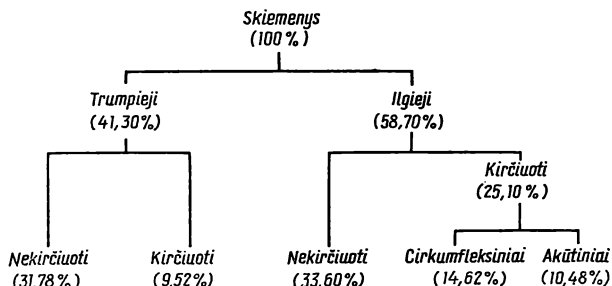 Skiemenys
(100%)
Trumpieji
(41,30%)
Ilgieji
(58,70%)
Kirčiuoti
(25,10%)
Nekirčiuoti
(31,78%)
Kirčiuoti
(9,52%)
Nekirčiuoti
(33,60%)
Cirkumfleksiniai
(14,62%)
Akūtiniai
(10,48%)